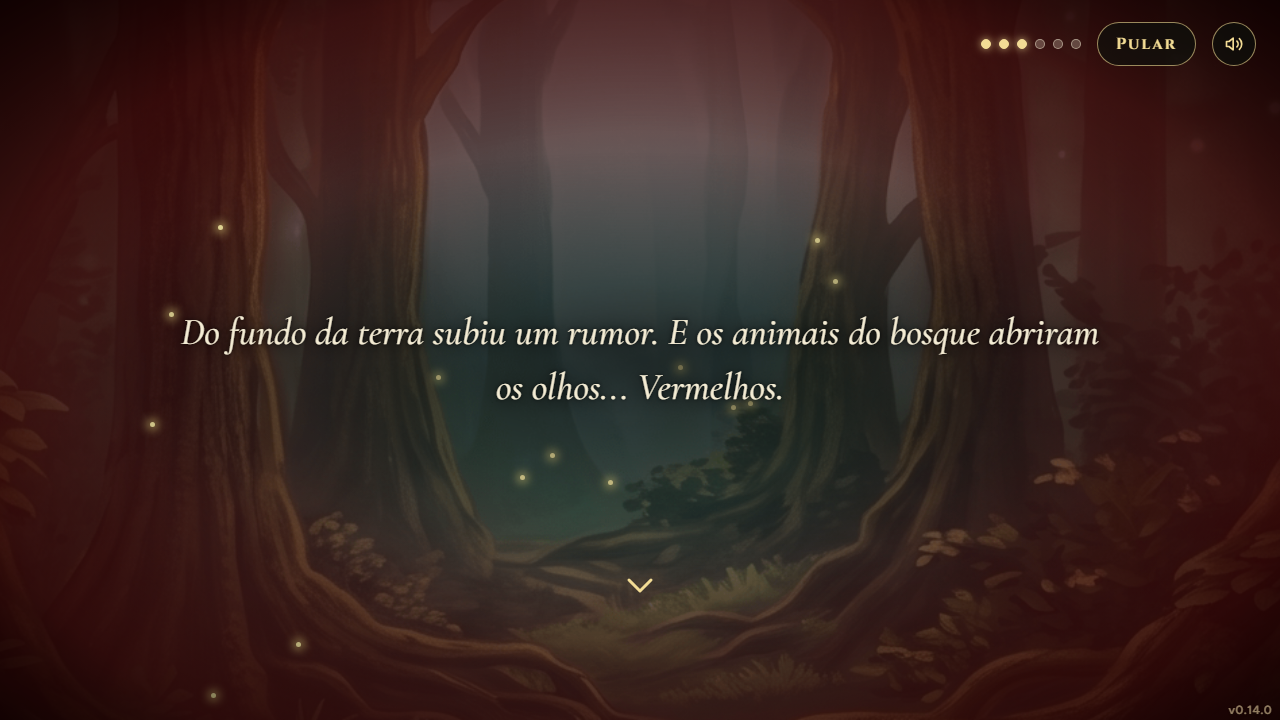 PULAR
Do fundo da terra subiu um rumor. E os animais do bosque abriram
os olhos... Vermelhos.
v0.14.0